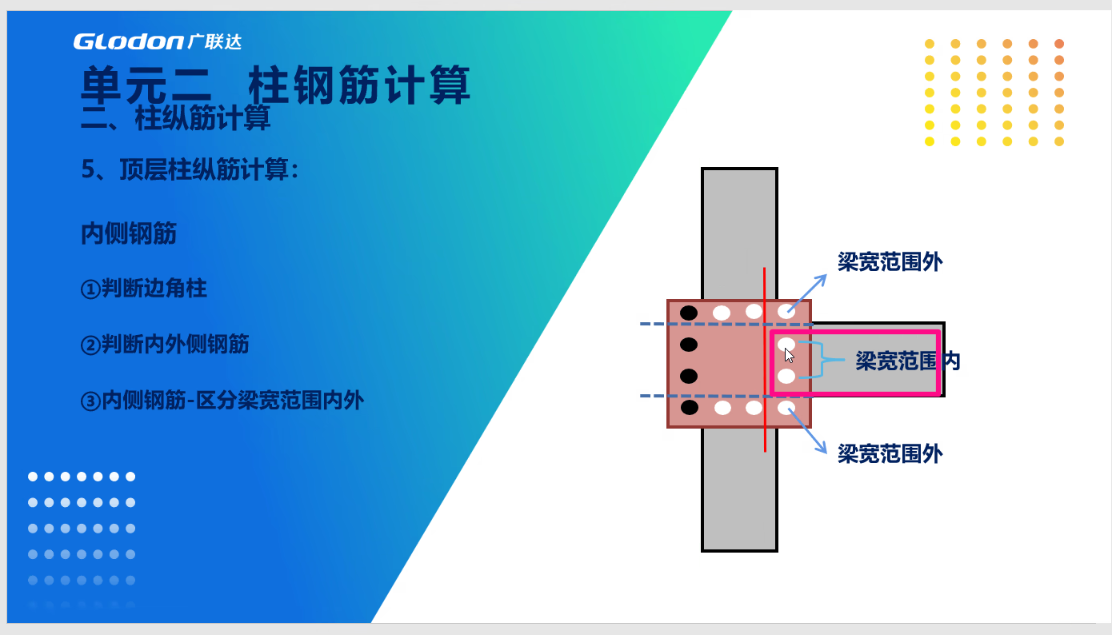 Glodon广联达
单元二 柱钢筋计算
二、柱纵筋计算
5、顶层柱纵筋计算：
内侧钢筋
①判断边角柱
②判断内外侧钢筋
③内侧钢筋-区分梁宽范围内外
梁宽范围外
梁宽范围内
梁宽范围外